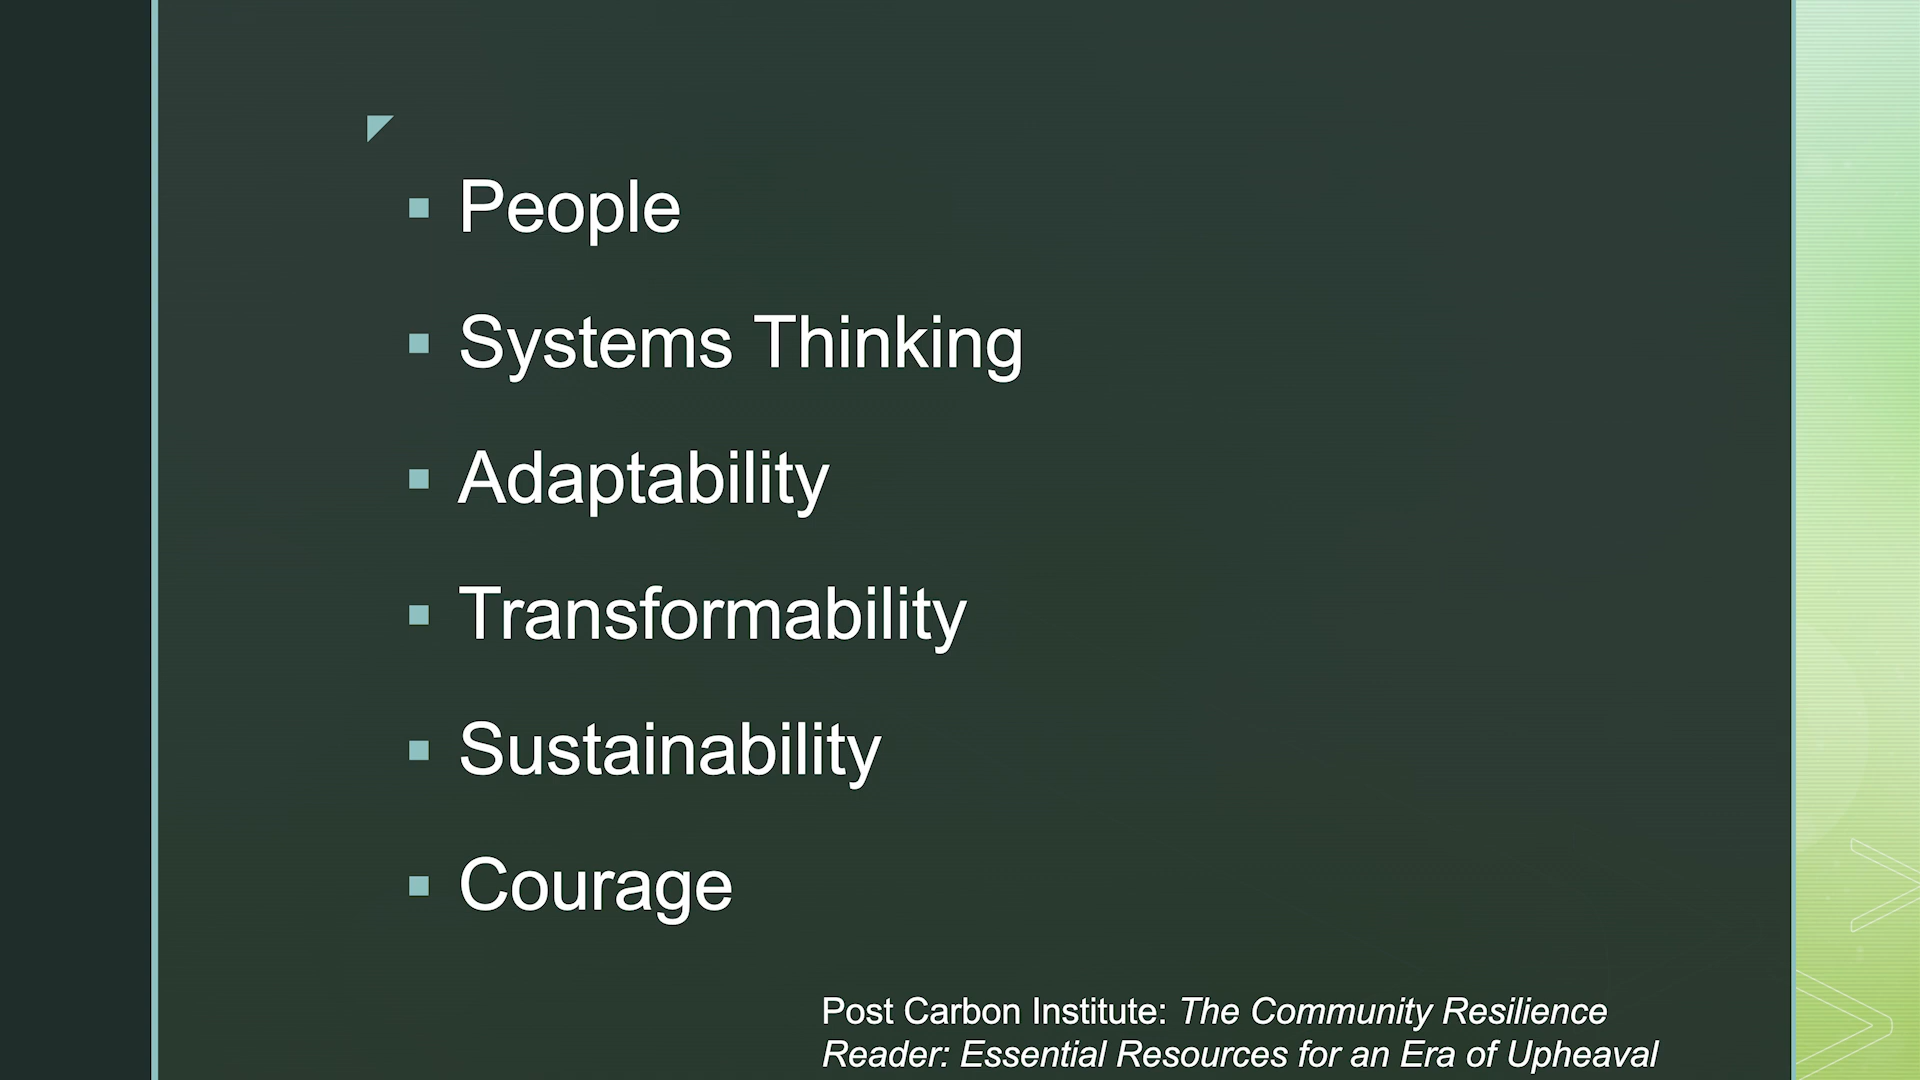 People
Systems Thinking
Adaptability
Transformability
Sustainability
Courage
Post Carbon Institute: The Community Resilience
Reader: Essential Resources for an Era of Upheaval